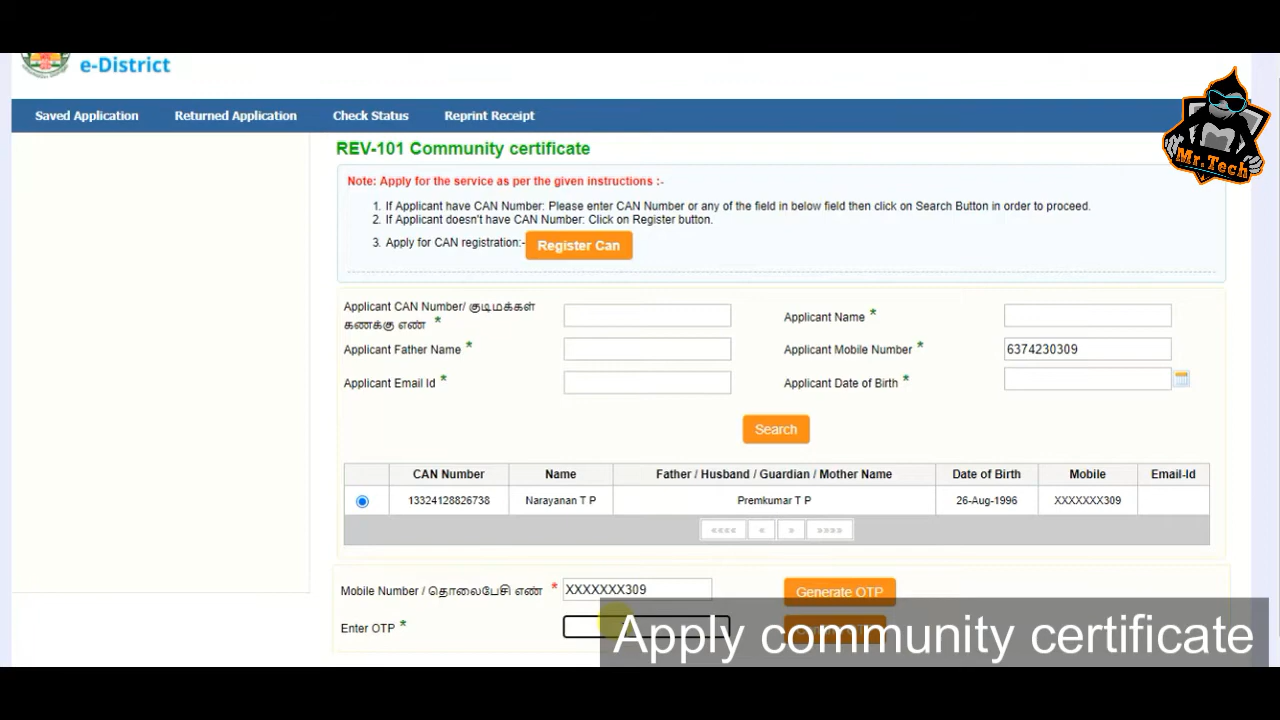 e-District
Saved Application Returned Application Check Status Reprint Receipt
Mr.Tech
REV-101 Community certificate
Note: Apply for the service as per the given instructions :-
1. If Applicant have CAN Number: Please enter CAN Number or any of the field in below field then click on Search Button in order to proceed.
2. If Applicant doesn't have CAN Number: Click on Register button.
3. Apply for CAN registration:- Register Can
Applicant CAN Number/ குடிமக்கள்
கணக்கு எண் * Applicant Name *
Applicant Father Name * Applicant Mobile Number * 6374230309
Applicant Email Id * Applicant Date of Birth *
Search
CAN Number Name Father / Husband / Guardian / Mother Name Date of Birth Mobile Email-Id
13324128826738 Narayanan T P Premkumar T P 26-Aug-1996 XXXXXXX309
«««« « » »»»»
Mobile Number / தொலைபேசி எண் * XXXXXXX309 Generate OTP
Enter OTP *
Apply community certificate